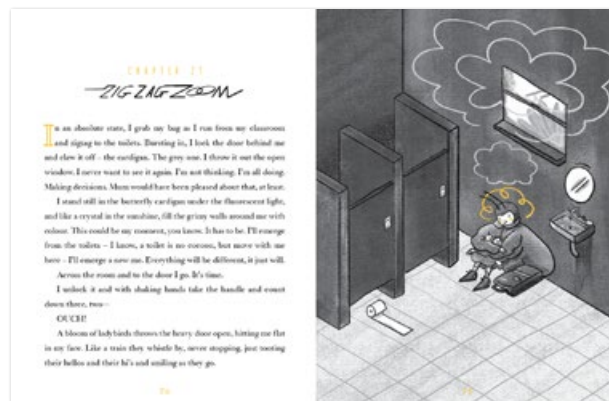 CHAPTER 21
ZIGZAGZOOM
In an absolute state, I grab my bag as I run from my classroom
and zigzag to the toilets. Bursting in, I lock the door behind me
and claw it off – the cardigan. The grey one. I throw it out the open
window. I never want to see it again. I'm not thinking. I'm all doing.
Making decisions. Mum would have been pleased about that, at least.
I stand still in the butterfly cardigan under the fluorescent light,
and like a crystal in the sunshine, fill the grimy walls around me with
colour. This could be my moment, you know. It has to be. I'll emerge
from the toilets – I know, a toilet is no cocoon, but move with me
here – I'll emerge a new me. Everything will be different, it just will.
Across the room and to the door I go. It's time.
I unlock it and with shaking hands take the handle and count
down three, two –
OUCH!
A bloom of ladybirds throws the heavy door open, hitting me flat
in my face. Like a train they whistle by, never stopping, just tooting
their hellos and their hi's and smiling as they go.